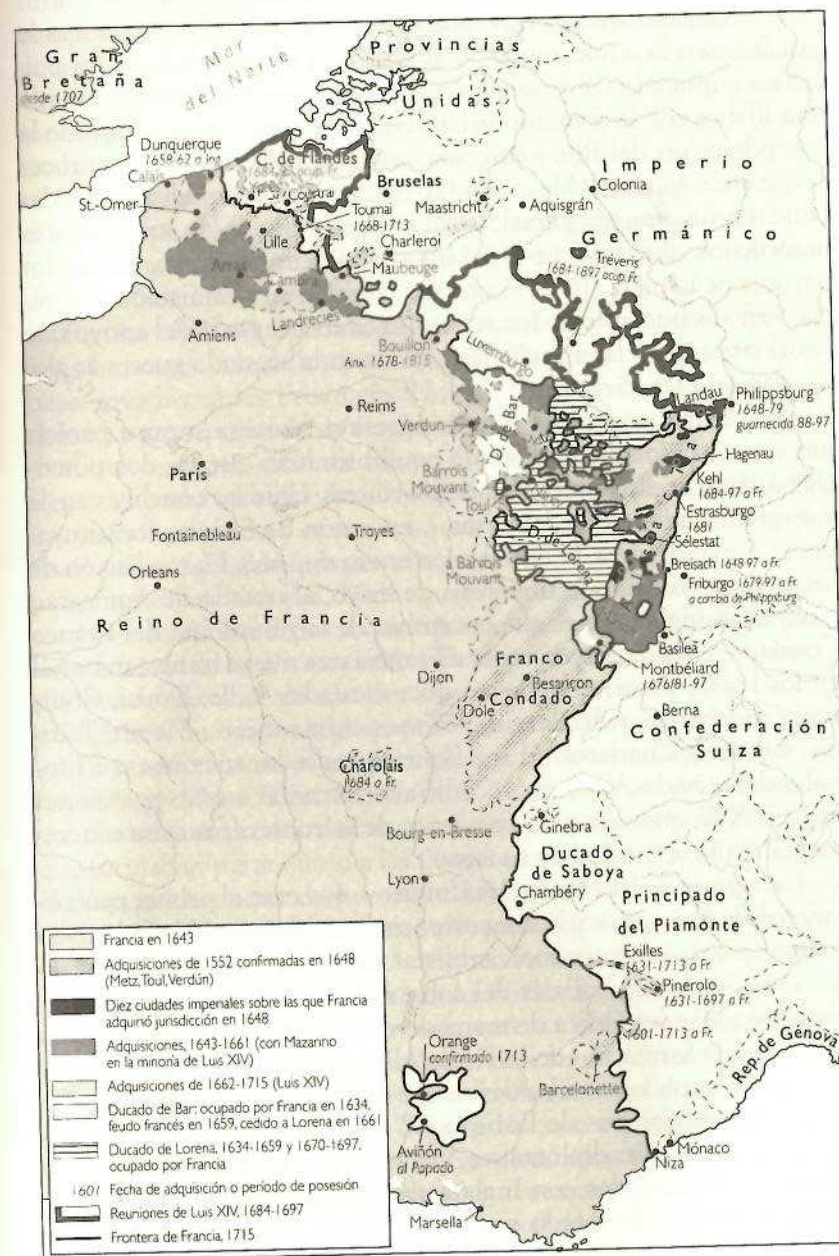 Gran
Bretaña
desde 1707
Mar
del Norte
Provincias
Unidas
Dunquerque
1658-62 a Ing.
Calais
C. de Flandes
St.-Omer
Bruselas
Imperio
Colonia
Maastricht
Aquisgrán
Germánico
Tournai
1668-1713
Lille
Charleroi
Maubeuge
Tréveris
1684-1897 ocup. Fr.
Arras
Cambrai
Landrecies
Amiens
Bouillon
Anx. 1678-1815
Luxemburgo
Landau
Philippsburg
1648-79
guarnecida 88-97
Reims
Verdun
D. de Bar
Hagenau
París
Barrois
Mouvant
Toul
Kehl
1684-97 a Fr.
Estrasburgo
1681
Fontainebleau
Troyes
Sélestat
D. de Lorena
Orleans
a Barrois
Mouvant
Breisach 1648-97 a Fr.
Friburgo 1679-97 a Fr.
a cambio de Philippsburg
Reino de Francia
Basilea
Franco
Condado
Montbéliard
1676/81-97
Dijon
Besançon
Dole
Berna
Confederación
Suiza
Charolais
1684 a Fr.
Bourg-en-Bresse
Ginebra
Ducado
de Saboya
Lyon
Chambéry
Principado
del Piamonte
Exilles
1631-1713 a Fr.
Pinerolo
1631-1697 a Fr.
1601-1713 a Fr.
Orange
confirmado 1713
Barcelonette
Rep. de Génova
Aviñón
al Papado
Mónaco
Niza
Marsella
Francia en 1643
Adquisiciones de 1552 confirmadas en 1648
(Metz, Toul, Verdún)
Diez ciudades imperiales sobre las que Francia
adquirió jurisdicción en 1648
Adquisiciones, 1643-1661 (con Mazarino
en la minoría de Luis XIV)
Adquisiciones de 1662-1715 (Luis XIV)
Ducado de Bar: ocupado por Francia en 1634,
feudo francés en 1659, cedido a Lorena en 1661
Ducado de Lorena, 1634-1659 y 1670-1697,
ocupado por Francia
1601 Fecha de adquisición o período de posesión
Reuniones de Luis XIV, 1684-1697
Frontera de Francia, 1715